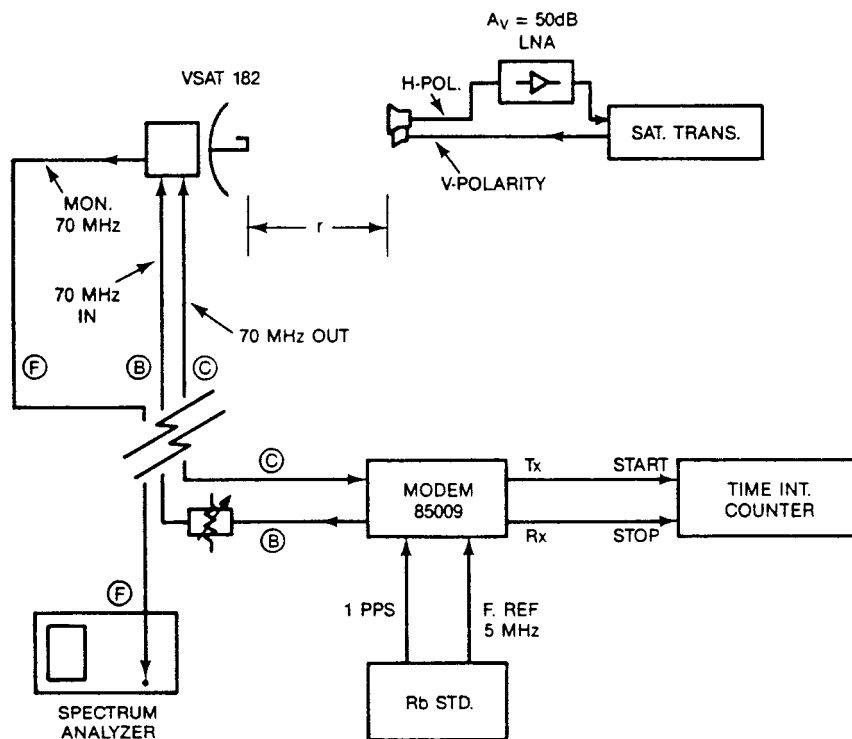 A_V = 50dB
LNA
VSAT 182
H-POL.
SAT. TRANS.
V-POLARITY
MON.
70 MHz
r
70 MHz
IN
70 MHz OUT
F
B
C
C
Tx
START
MODEM
85009
TIME INT.
COUNTER
Rx
STOP
B
F
1 PPS
F. REF
5 MHz
Rb STD.
SPECTRUM
ANALYZER